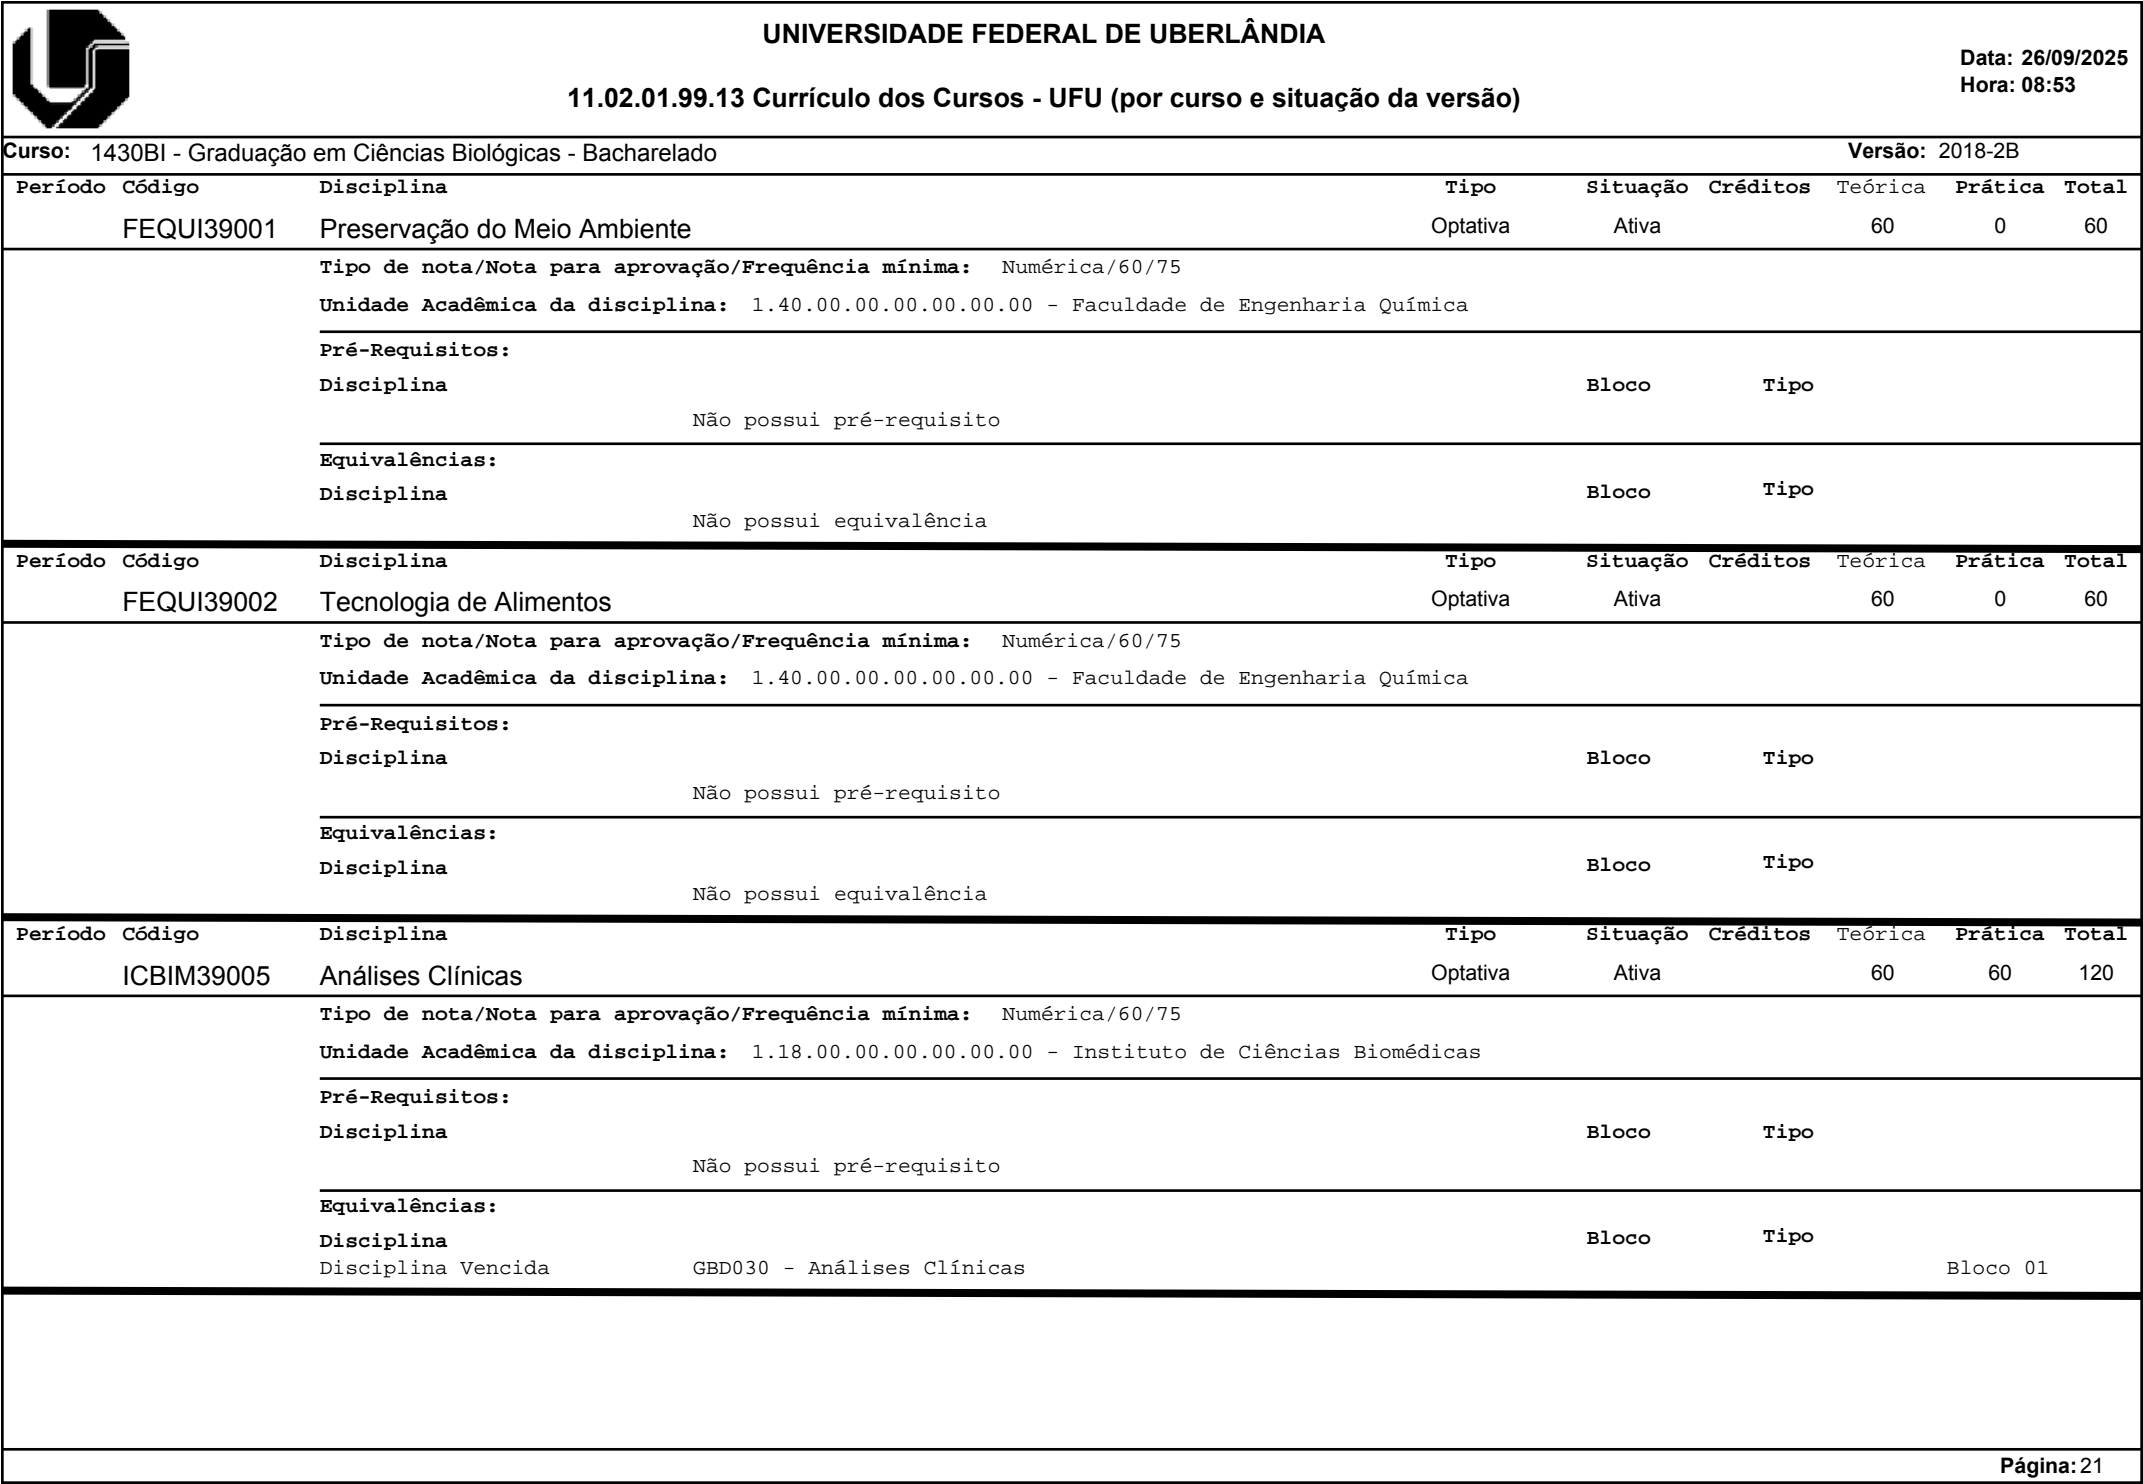 UNIVERSIDADE FEDERAL DE UBERLÂNDIA
Data: 26/09/2025
Hora: 08:53
11.02.01.99.13 Currículo dos Cursos - UFU (por curso e situação da versão)
Curso: 1430BI - Graduação em Ciências Biológicas - Bacharelado Versão: 2018-2B
Período Código Disciplina Tipo Situação Créditos Teórica Prática Total
FEQUI39001 Preservação do Meio Ambiente Optativa Ativa 60 0 60
Tipo de nota/Nota para aprovação/Frequência mínima: Numérica/60/75
Unidade Acadêmica da disciplina: 1.40.00.00.00.00.00.00 - Faculdade de Engenharia Química
Pré-Requisitos:
Disciplina Bloco Tipo
Não possui pré-requisito
Equivalências:
Disciplina Bloco Tipo
Não possui equivalência
Período Código Disciplina Tipo Situação Créditos Teórica Prática Total
FEQUI39002 Tecnologia de Alimentos Optativa Ativa 60 0 60
Tipo de nota/Nota para aprovação/Frequência mínima: Numérica/60/75
Unidade Acadêmica da disciplina: 1.40.00.00.00.00.00.00 - Faculdade de Engenharia Química
Pré-Requisitos:
Disciplina Bloco Tipo
Não possui pré-requisito
Equivalências:
Disciplina Bloco Tipo
Não possui equivalência
Período Código Disciplina Tipo Situação Créditos Teórica Prática Total
ICBIM39005 Análises Clínicas Optativa Ativa 60 60 120
Tipo de nota/Nota para aprovação/Frequência mínima: Numérica/60/75
Unidade Acadêmica da disciplina: 1.18.00.00.00.00.00.00 - Instituto de Ciências Biomédicas
Pré-Requisitos:
Disciplina Bloco Tipo
Não possui pré-requisito
Equivalências:
Disciplina Bloco Tipo
Disciplina Vencida GBD030 - Análises Clínicas Bloco 01
Página: 21